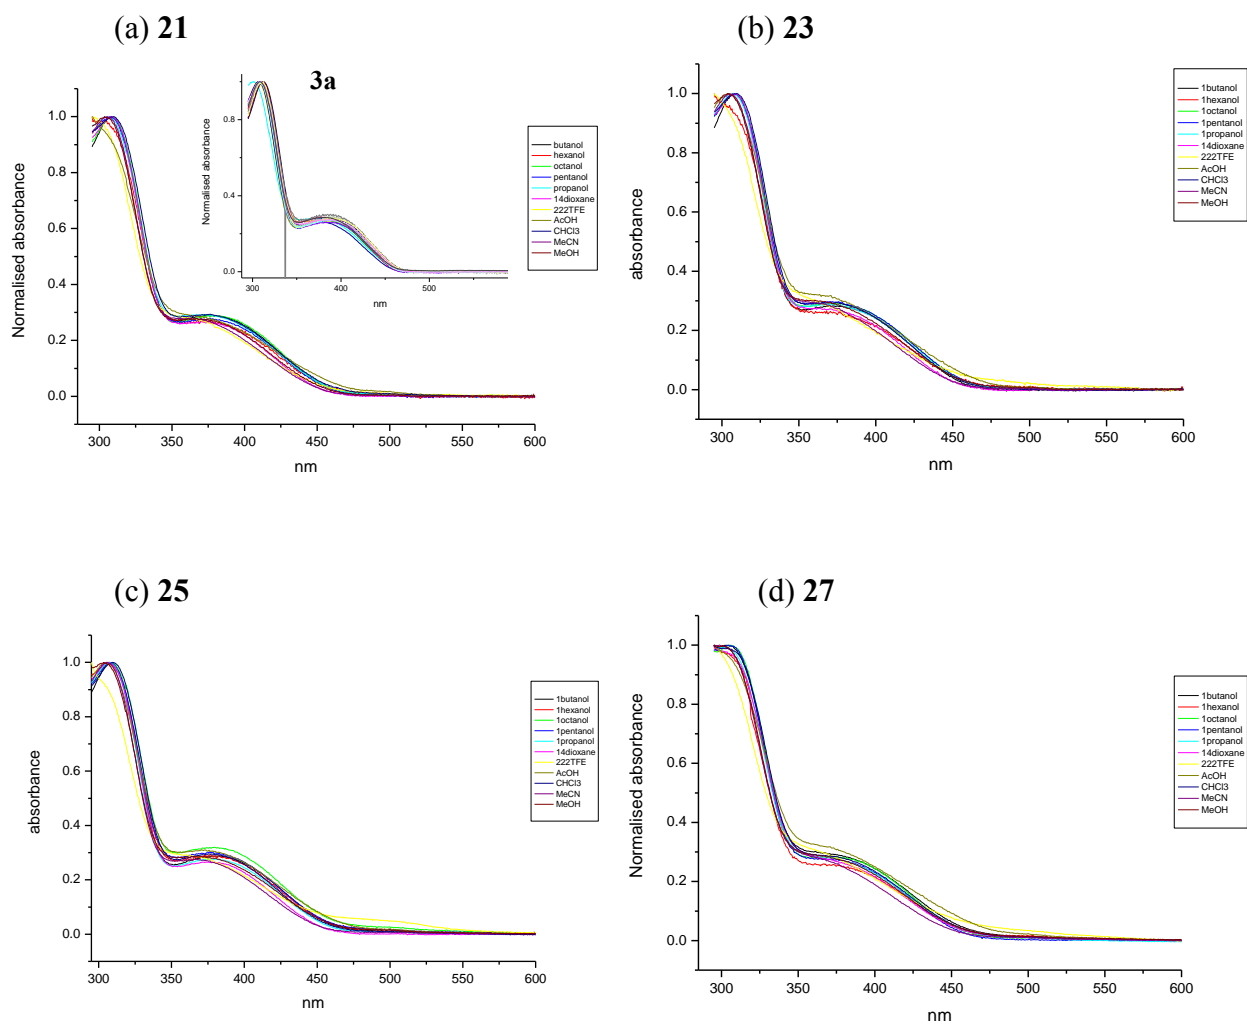 (a) 21
3a
Normalised absorbance
1.0
0.8
0.6
0.4
0.2
0.0
300
350
400
450
500
550
600
nm
Normalised absorbance
0.8
0.4
0.0
300
400
500
nm
butanol
hexanol
octanol
pentanol
propanol
14dioxane
222TFE
AcOH
CHCl3
MeCN
MeOH
(b) 23
absorbance
1.0
0.8
0.6
0.4
0.2
0.0
300
350
400
450
500
550
600
nm
1butanol
1hexanol
1octanol
1pentanol
1propanol
14dioxane
222TFE
AcOH
CHCl3
MeCN
MeOH
(c) 25
absorbance
1.0
0.8
0.6
0.4
0.2
0.0
300
350
400
450
500
550
600
nm
1butanol
1hexanol
1octanol
1pentanol
1propanol
14dioxane
222TFE
AcOH
CHCl3
MeCN
MeOH
(d) 27
Normalised absorbance
1.0
0.8
0.6
0.4
0.2
0.0
300
350
400
450
500
550
600
nm
1butanol
1hexanol
1octanol
1pentanol
1propanol
14dioxane
222TFE
AcOH
CHCl3
MeCN
MeOH